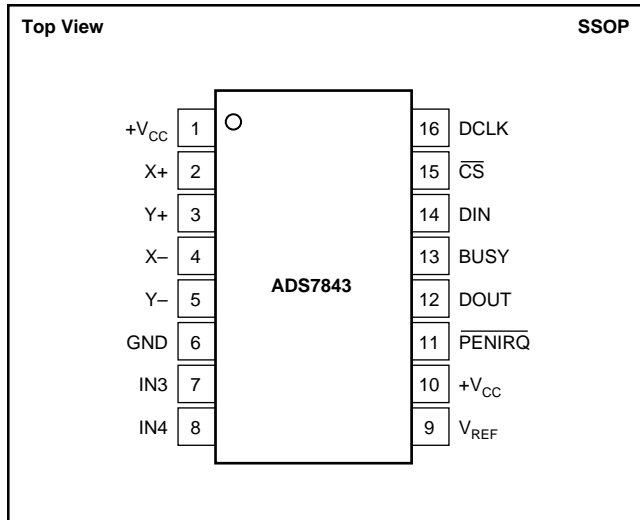 Top View SSOP
+VCC 1 16 DCLK
X+ 2 15 CS
Y+ 3 14 DIN
X– 4 13 BUSY
Y– 5 12 DOUT
ADS7843
GND 6 11 PENIRQ
IN3 7 10 +VCC
IN4 8 9 VREF